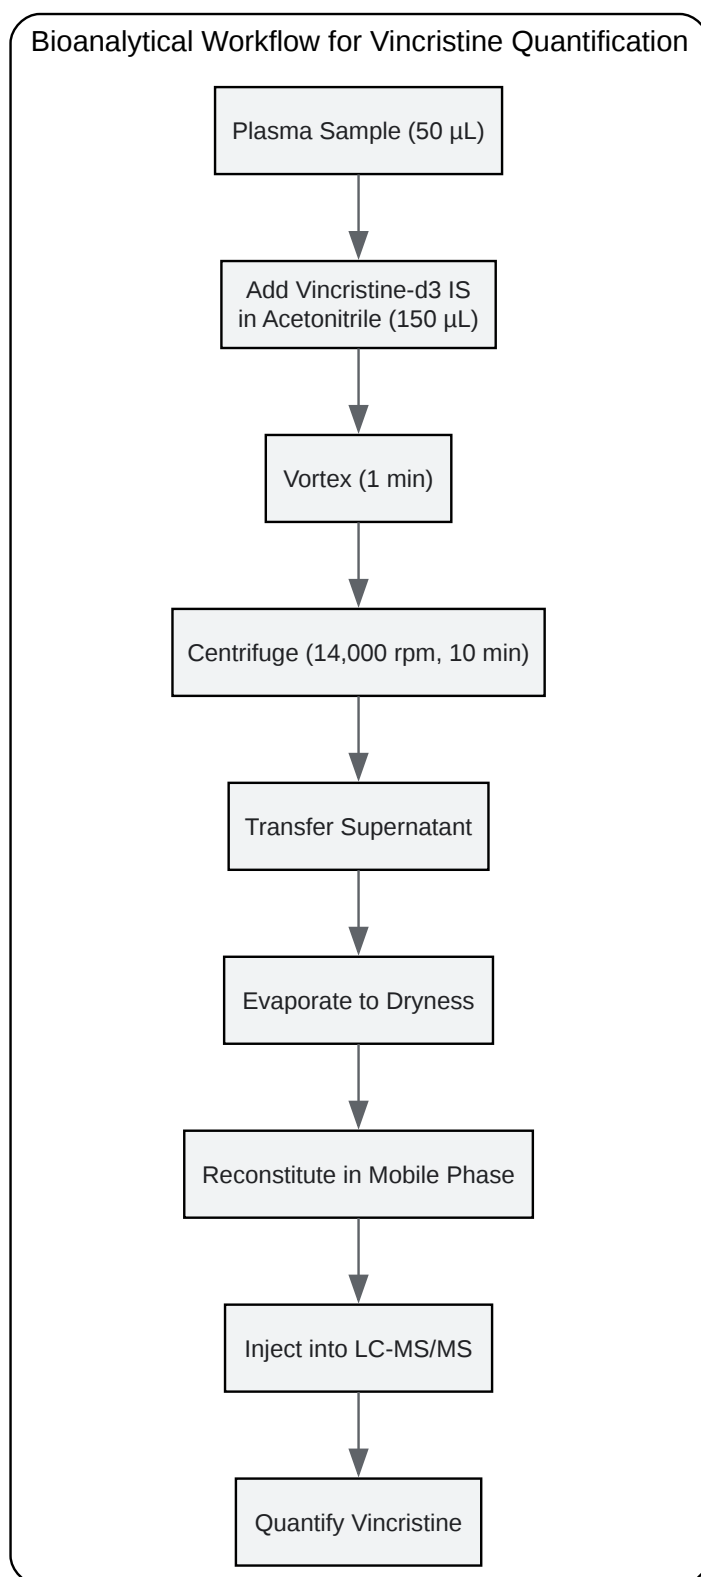 Bioanalytical Workflow for Vincristine Quantification
Plasma Sample (50 µL)
Add Vincristine-d3 IS
in Acetonitrile (150 µL)
Vortex (1 min)
Centrifuge (14,000 rpm, 10 min)
Transfer Supernatant
Evaporate to Dryness
Reconstitute in Mobile Phase
Inject into LC-MS/MS
Quantify Vincristine